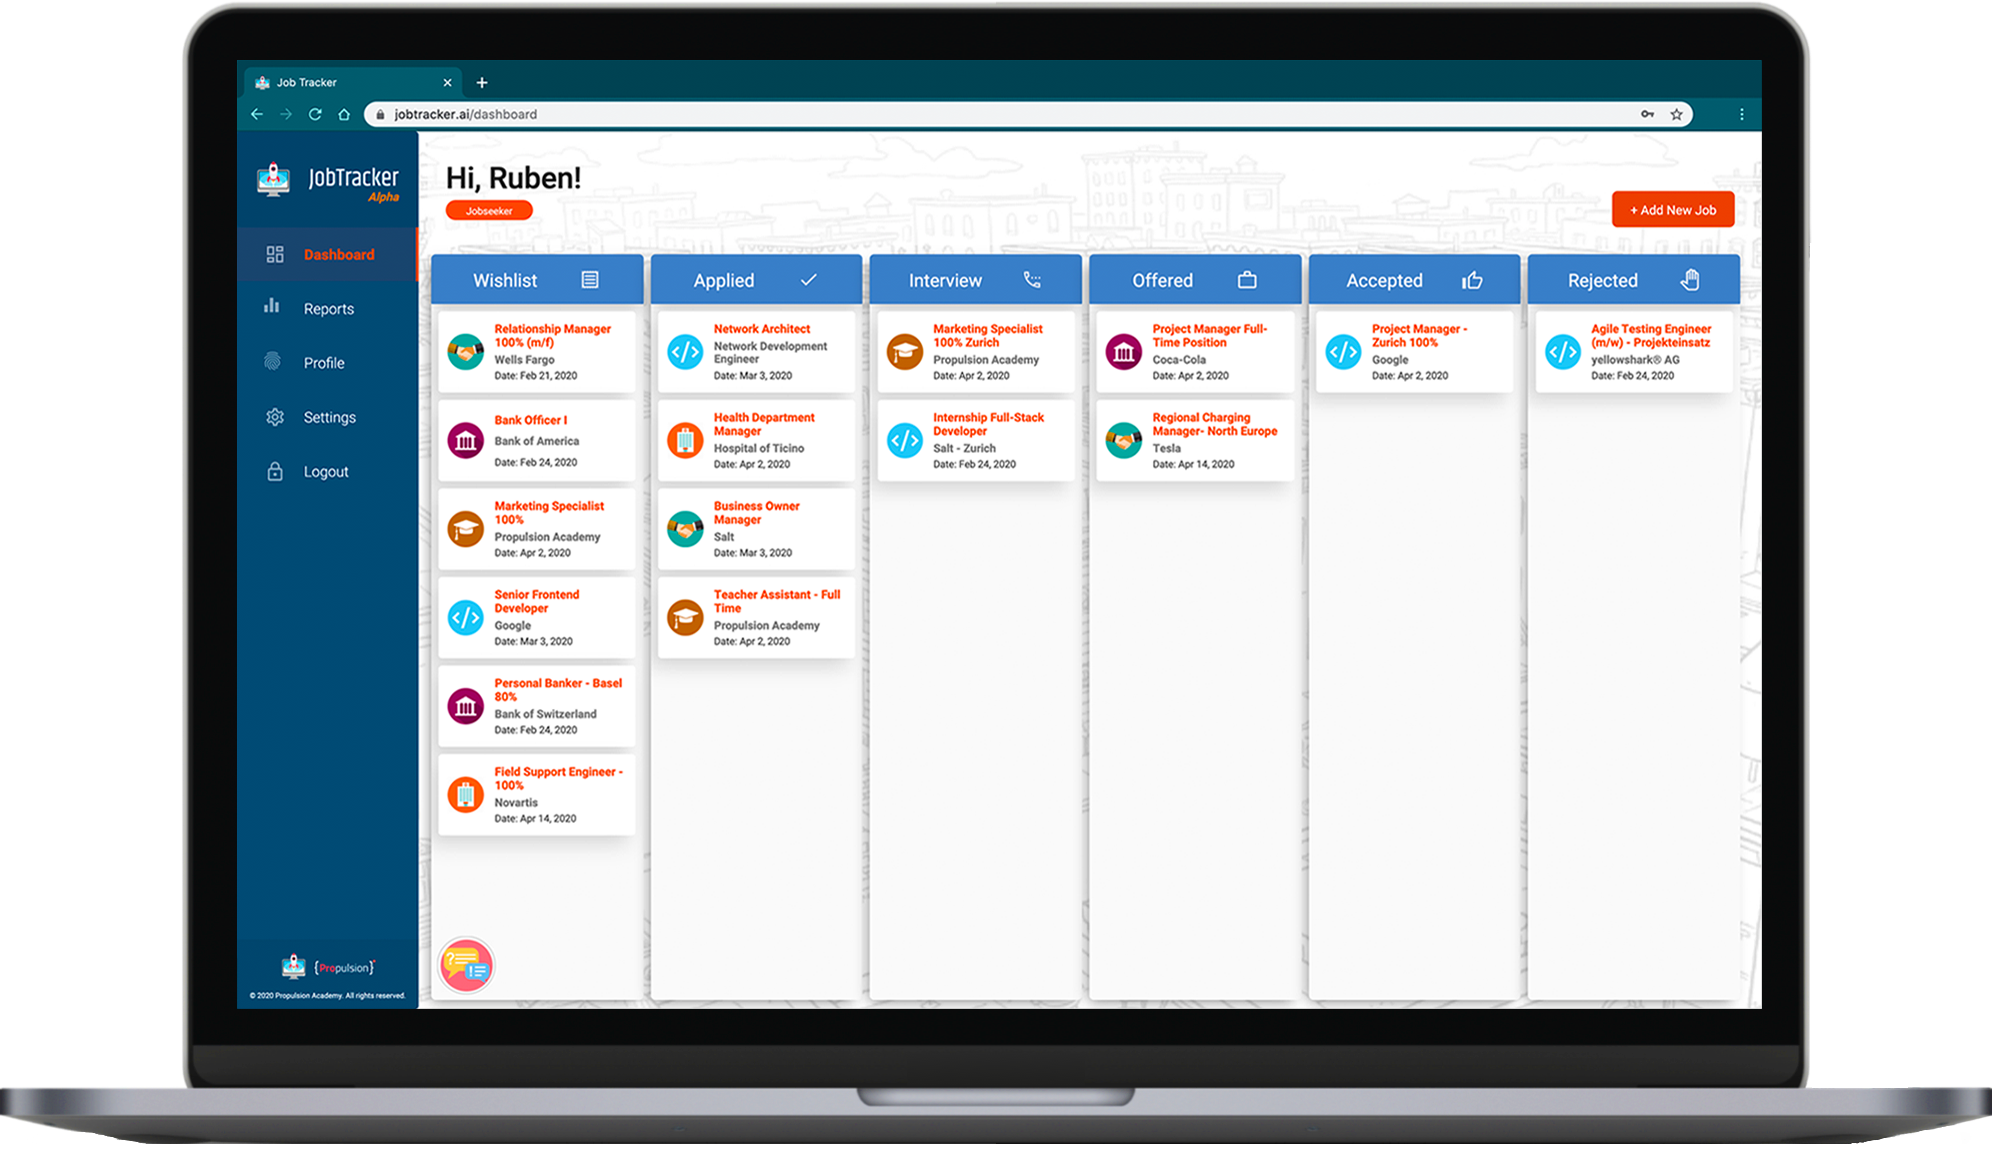 Job Tracker
jobtracker.ai/dashboard
JobTracker
Alpha
Dashboard
Reports
Profile
Settings
Logout
{Propulsion}
© 2020 Propulsion Academy. All rights reserved.
Hi, Ruben!
Jobseeker
+ Add New Job
Wishlist
Relationship Manager
100% (m/f)
Wells Fargo
Date: Feb 21, 2020
Bank Officer I
Bank of America
Date: Feb 24, 2020
Marketing Specialist
100%
Propulsion Academy
Date: Apr 2, 2020
Senior Frontend
Developer
Google
Date: Mar 3, 2020
Personal Banker - Basel
80%
Bank of Switzerland
Date: Feb 24, 2020
Field Support Engineer -
100%
Novartis
Date: Apr 14, 2020
Applied
Network Architect
Network Development
Engineer
Date: Mar 3, 2020
Health Department
Manager
Hospital of Ticino
Date: Apr 2, 2020
Business Owner
Manager
Salt
Date: Mar 3, 2020
Teacher Assistant - Full
Time
Propulsion Academy
Date: Apr 2, 2020
Interview
Marketing Specialist
100% Zurich
Propulsion Academy
Date: Apr 2, 2020
Internship Full-Stack
Developer
Salt - Zurich
Date: Feb 24, 2020
Offered
Project Manager Full-
Time Position
Coca-Cola
Date: Apr 2, 2020
Regional Charging
Manager- North Europe
Tesla
Date: Apr 14, 2020
Accepted
Project Manager -
Zurich 100%
Google
Date: Apr 2, 2020
Rejected
Agile Testing Engineer
(m/w) - Projekteinsatz
yellowshark® AG
Date: Feb 24, 2020